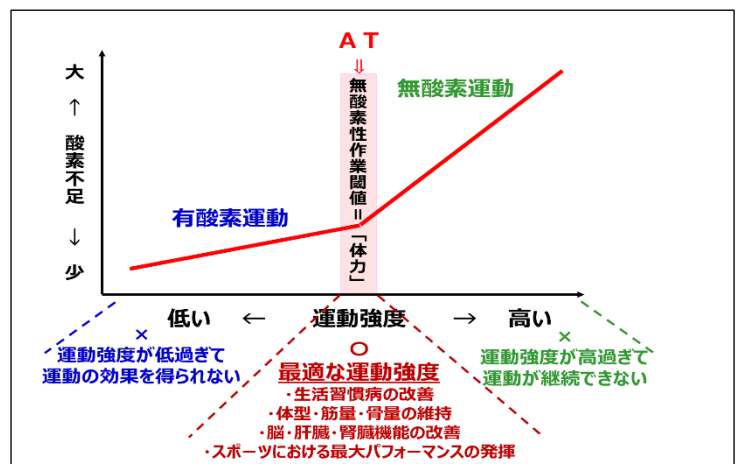 AT
⇓
無酸素性作業閾値＝「体力」
大
↑
酸素不足
↓
少
有酸素運動
無酸素運動
低い ← 運動強度 → 高い
×
運動強度が低過ぎて
運動の効果を得られない
○
最適な運動強度
・生活習慣病の改善
・体型・筋量・骨量の維持
・脳・肝臓・腎臓機能の改善
・スポーツにおける最大パフォーマンスの発揮
×
運動強度が高過ぎて
運動が継続できない